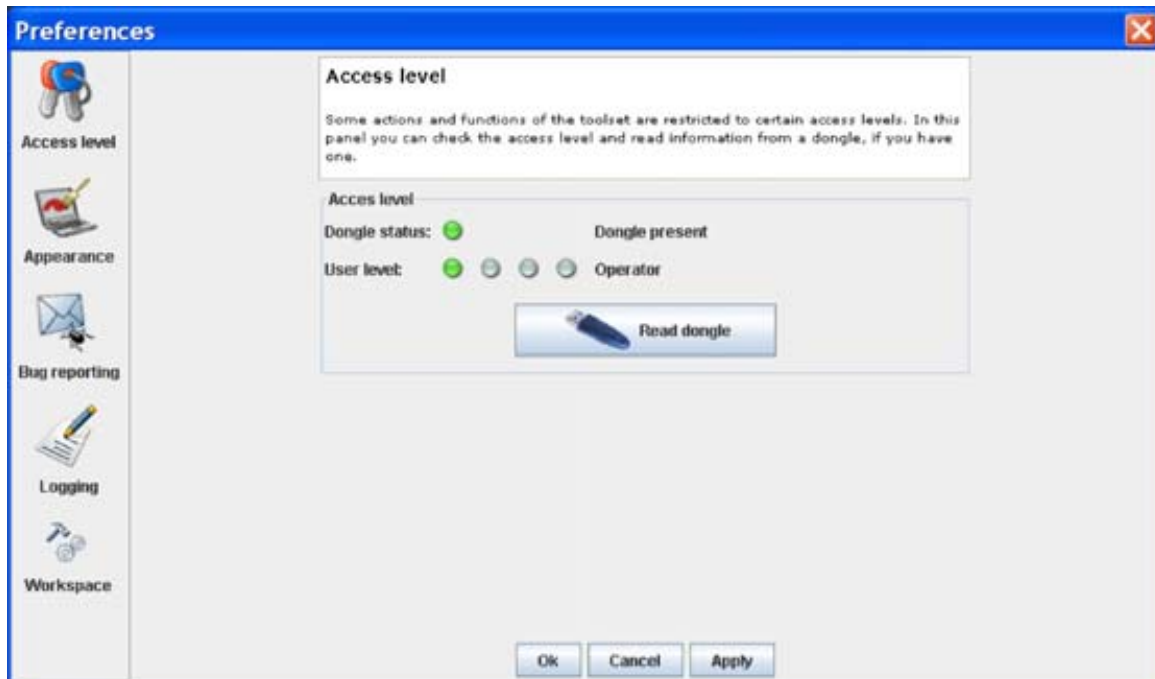 Preferences
Access level
Appearance
Bug reporting
Logging
Workspace
Access level
Some actions and functions of the toolset are restricted to certain access levels. In this
panel you can check the access level and read information from a dongle, if you have
one.
Acces level
Dongle status: Dongle present
User level: Operator
Read dongle
Ok Cancel Apply